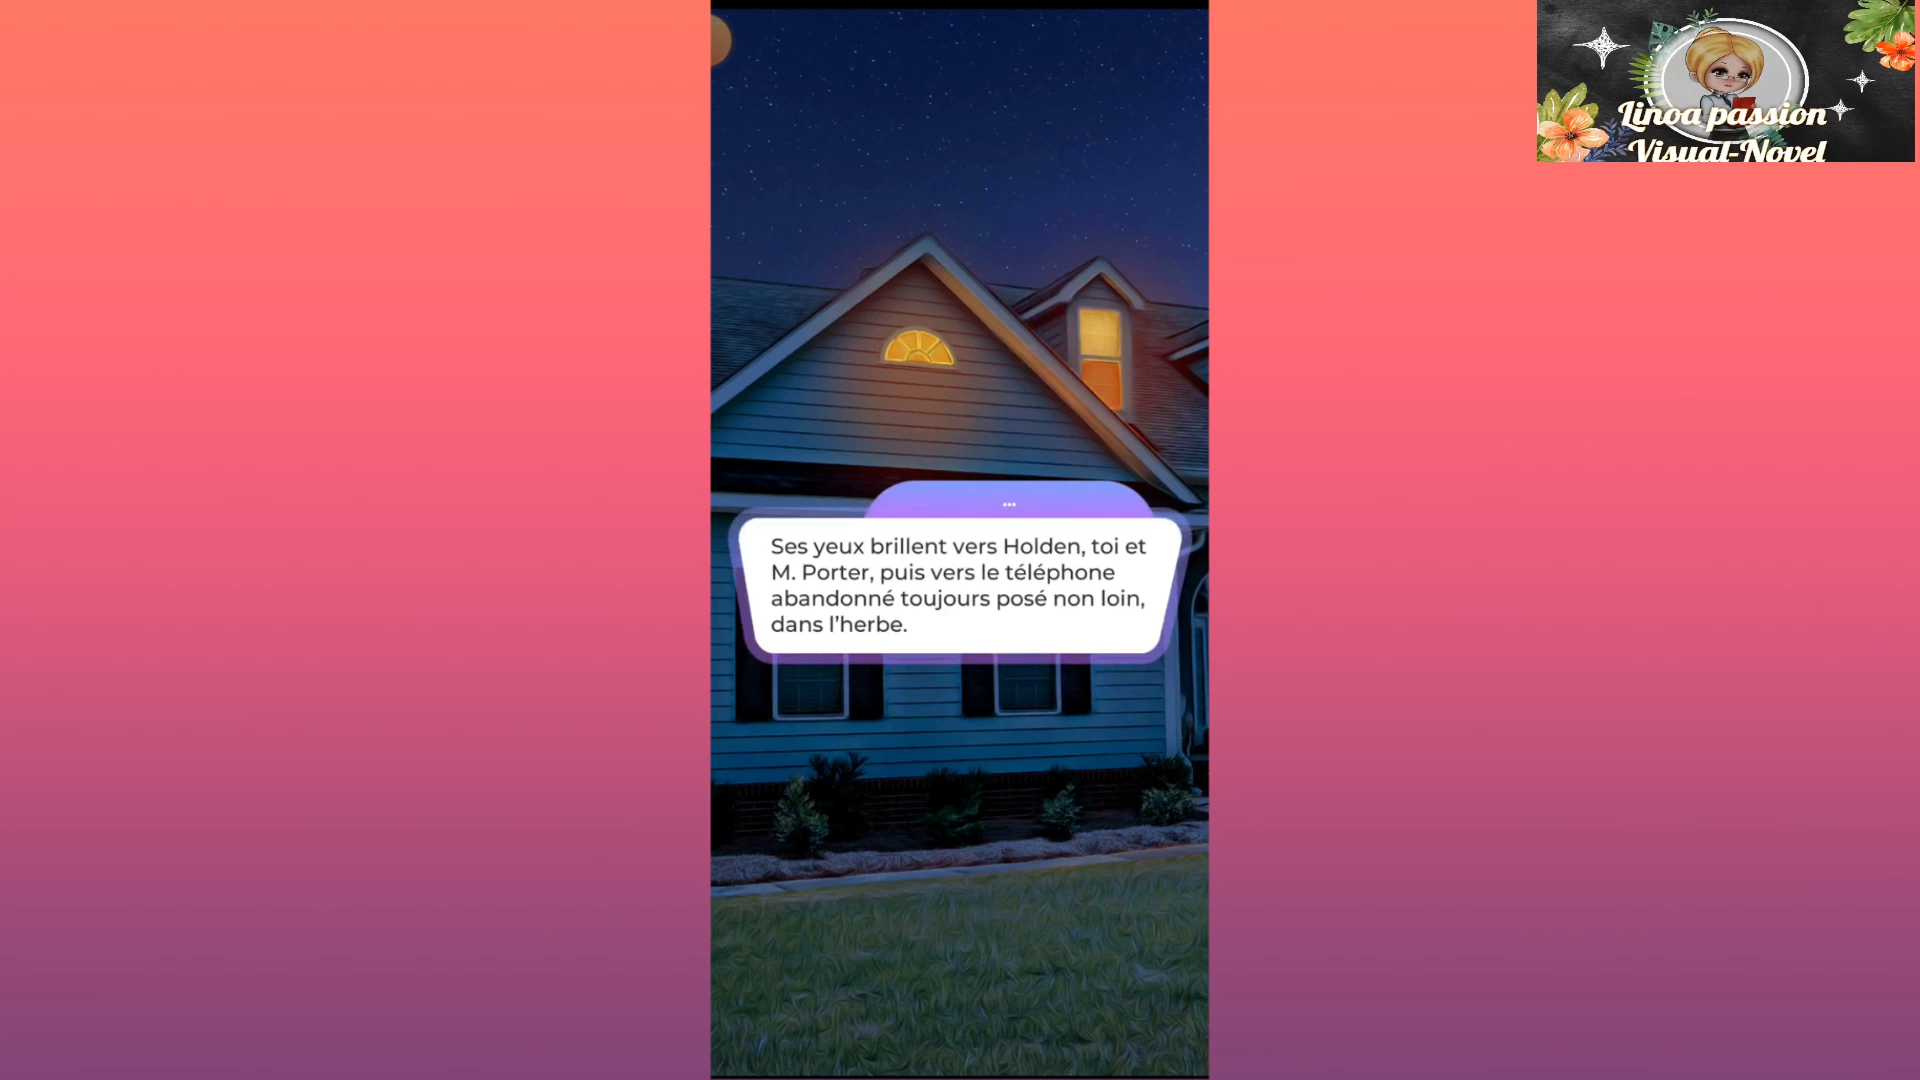 Linoa passion
Visual-Novel
...
Ses yeux brillent vers Holden, toi et
M. Porter, puis vers le téléphone
abandonné toujours posé non loin,
dans l’herbe.